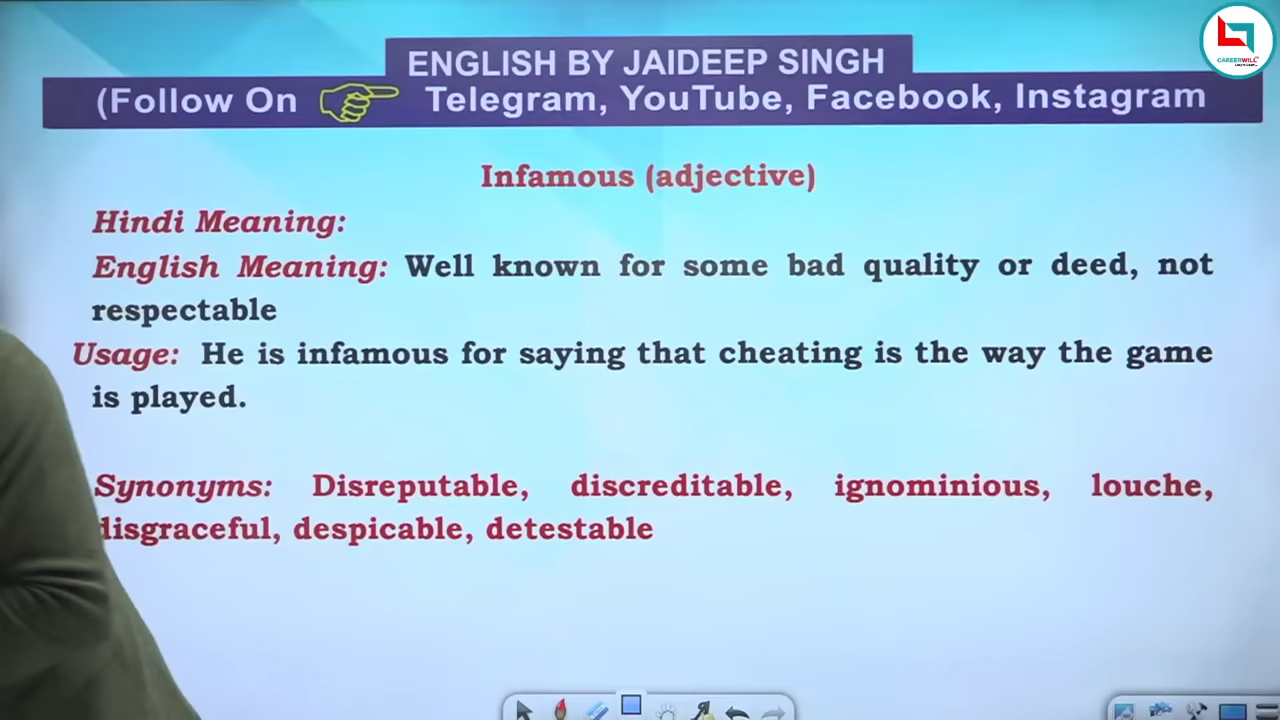 CAREERWILL
ENGLISH BY JAIDEEP SINGH
(Follow On Telegram, YouTube, Facebook, Instagram
Infamous (adjective)
Hindi Meaning:
English Meaning: Well known for some bad quality or deed, not
respectable
Usage: He is infamous for saying that cheating is the way the game
is played.
Synonyms: Disreputable, discreditable, ignominious, louche,
disgraceful, despicable, detestable